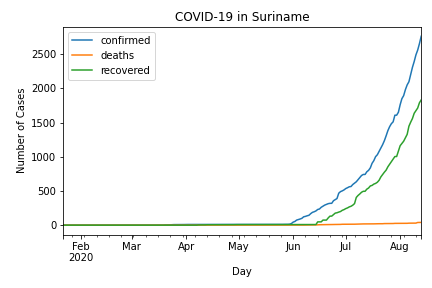 COVID-19 in Suriname
confirmed
deaths
recovered
Number of Cases
2500
2000
1500
1000
500
0
Feb Mar Apr May Jun Jul Aug
2020
Day